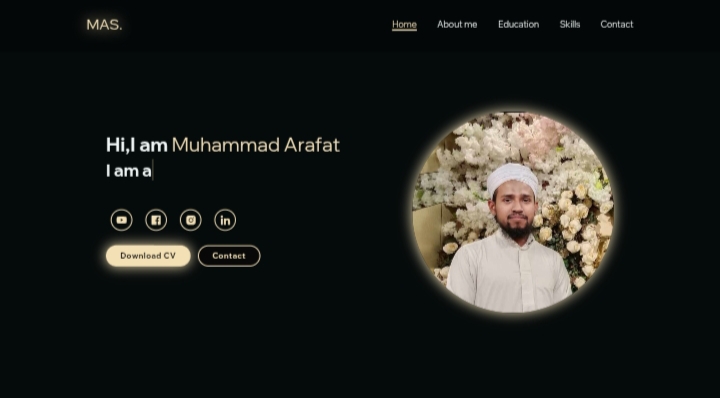 MAS.
Home About me Education Skills Contact
Hi,I am Muhammad Arafat
I am a
Download CV Contact